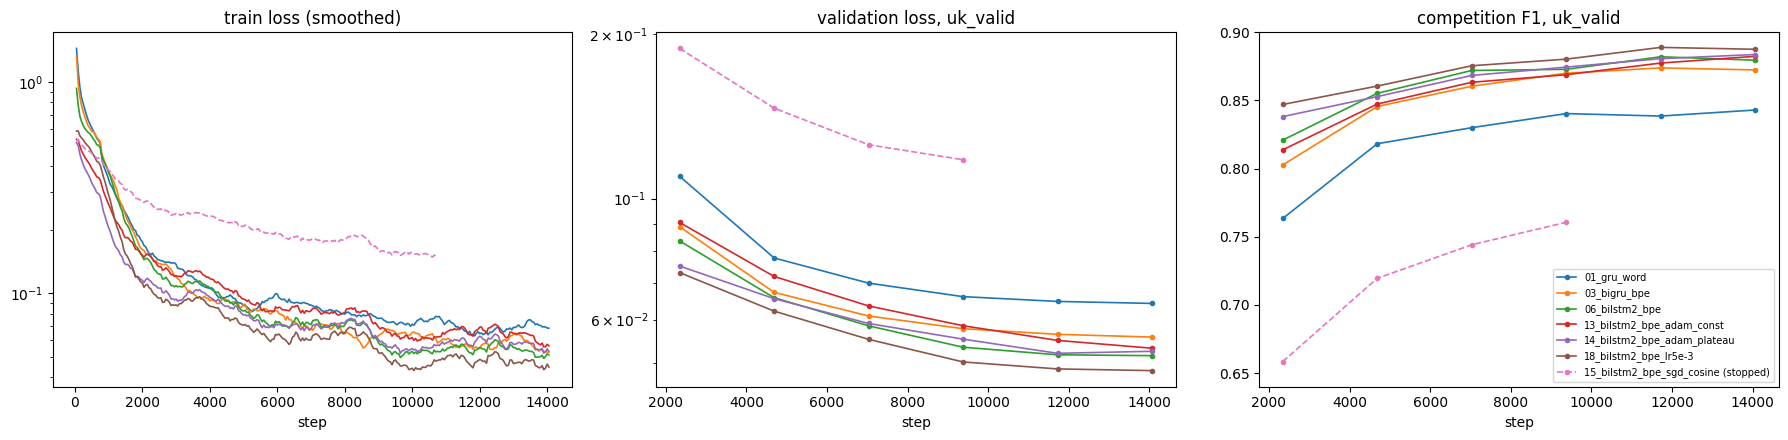 train loss (smoothed)
10⁰
10⁻¹
0
2000
4000
6000
8000
10000
12000
14000
step
validation loss, uk_valid
2 × 10⁻¹
10⁻¹
6 × 10⁻²
2000
4000
6000
8000
10000
12000
14000
step
competition F1, uk_valid
0.90
0.85
0.80
0.75
0.70
0.65
2000
4000
6000
8000
10000
12000
14000
step
01_gru_word
03_bigru_bpe
06_bilstm2_bpe
13_bilstm2_bpe_adam_const
14_bilstm2_bpe_adam_plateau
18_bilstm2_bpe_lr5e-3
15_bilstm2_bpe_sgd_cosine (stopped)